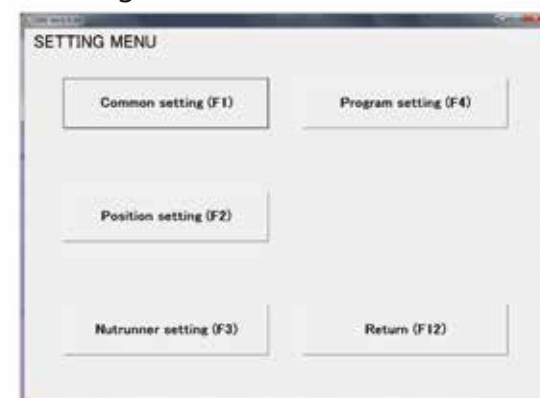 SETTING MENU
Common setting (F1)
Program setting (F4)
Position setting (F2)
Nutrunner setting (F3)
Return (F12)